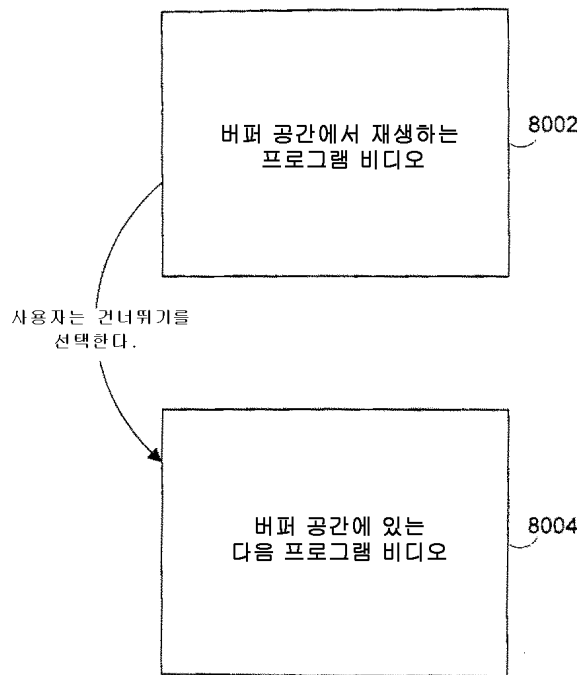 버퍼 공간에서 재생하는
프로그램 비디오
8002
사용자는 건너뛰기를
선택한다.
버퍼 공간에 있는
다음 프로그램 비디오
8004